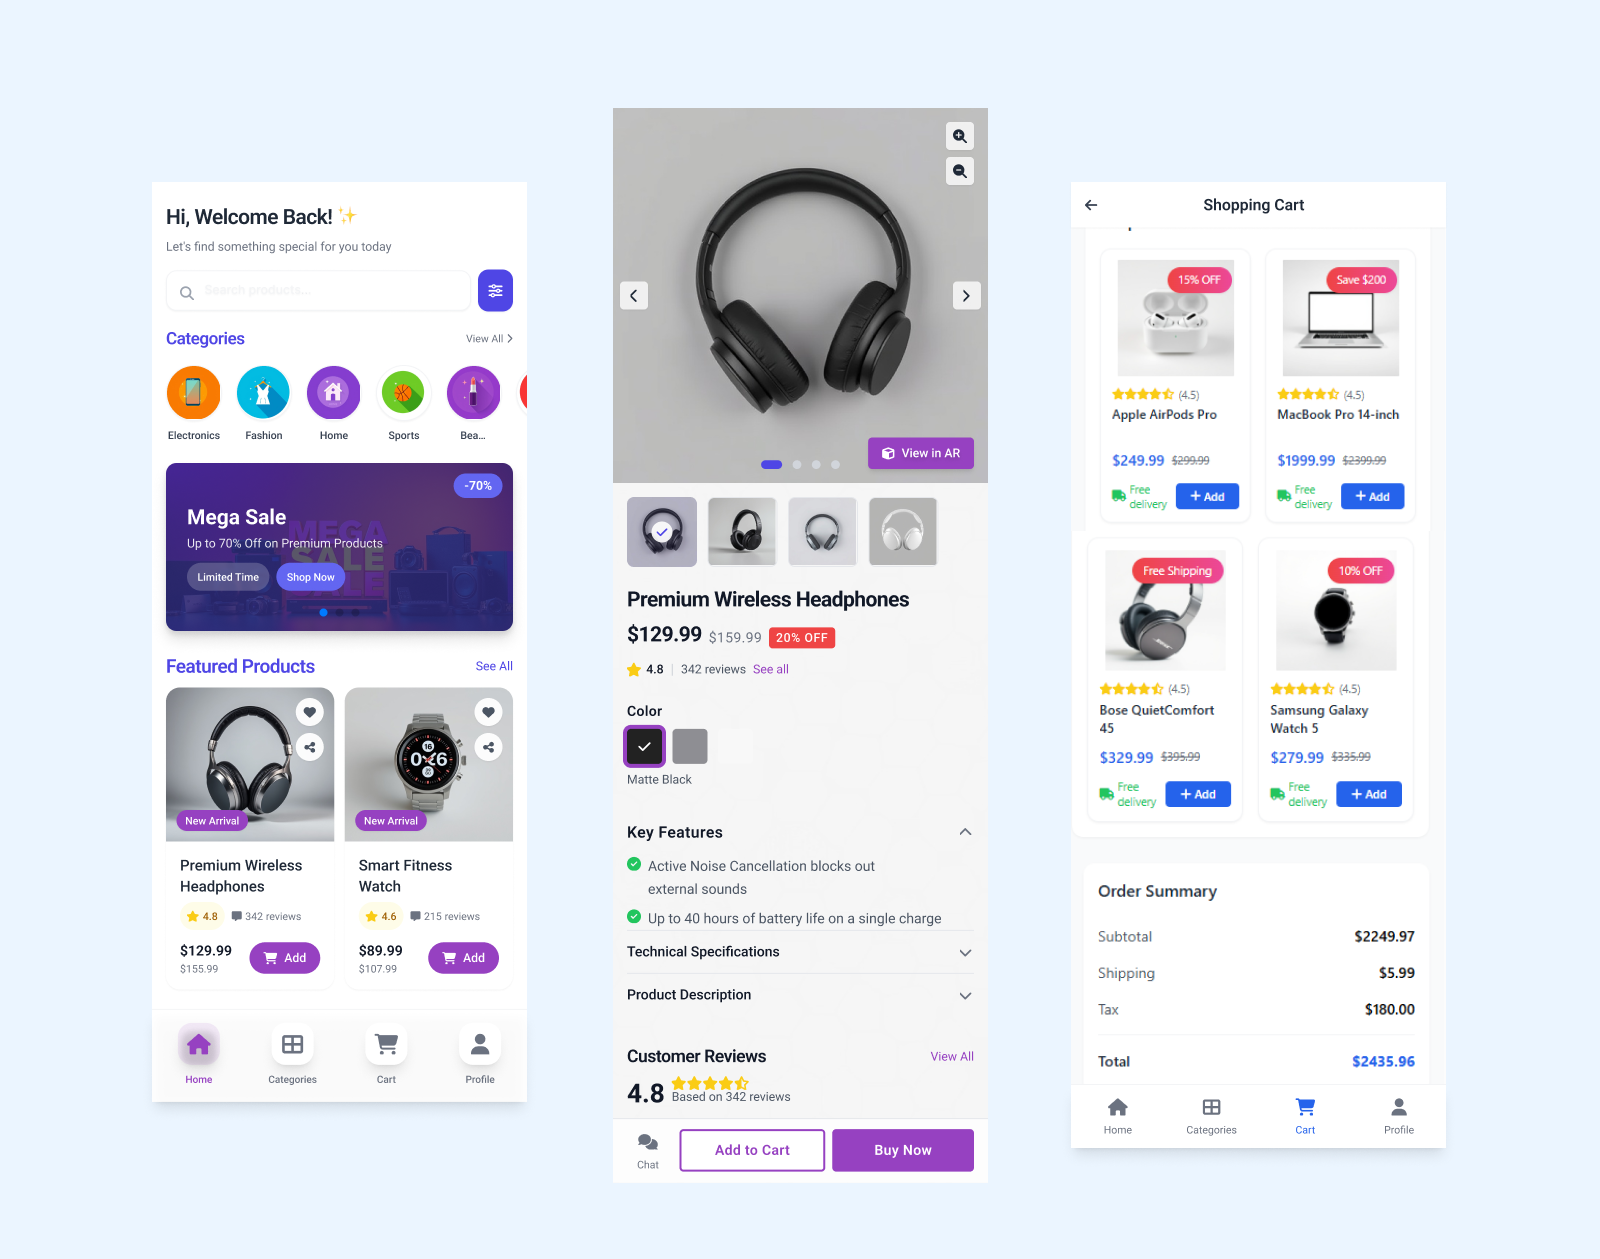 Hi, Welcome Back! ✨
Let's find something special for you today
Search products...
Categories
View All
Electronics
Fashion
Home
Sports
Bea...
-70%
MEGA
SALE
SALE
Mega Sale
Up to 70% Off on Premium Products
Limited Time
Shop Now
Featured Products
See All
New Arrival
Premium Wireless
Headphones
4.8
342 reviews
$129.99
$155.99
Add
16
New Arrival
Smart Fitness
Watch
4.6
215 reviews
$89.99
$107.99
Add
Home
Categories
Cart
Profile
View in AR
Premium Wireless Headphones
$129.99 $159.99 20% OFF
4.8 | 342 reviews See all
Color
Matte Black
Key Features
Active Noise Cancellation blocks out
external sounds
Up to 40 hours of battery life on a single charge
Technical Specifications
Product Description
Customer Reviews
View All
4.8
Based on 342 reviews
Chat
Add to Cart
Buy Now
Shopping Cart
15% OFF
(4.5)
Apple AirPods Pro
$249.99 $299.99
Free
delivery
+ Add
Save $200
(4.5)
MacBook Pro 14-inch
$1999.99 $2399.99
Free
delivery
+ Add
Free Shipping
BOSE
(4.5)
Bose QuietComfort
45
$329.99 $395.99
Free
delivery
+ Add
10% OFF
(4.5)
Samsung Galaxy
Watch 5
$279.99 $335.99
Free
delivery
+ Add
Order Summary
Subtotal $2249.97
Shipping $5.99
Tax $180.00
Total $2435.96
Home
Categories
Cart
Profile